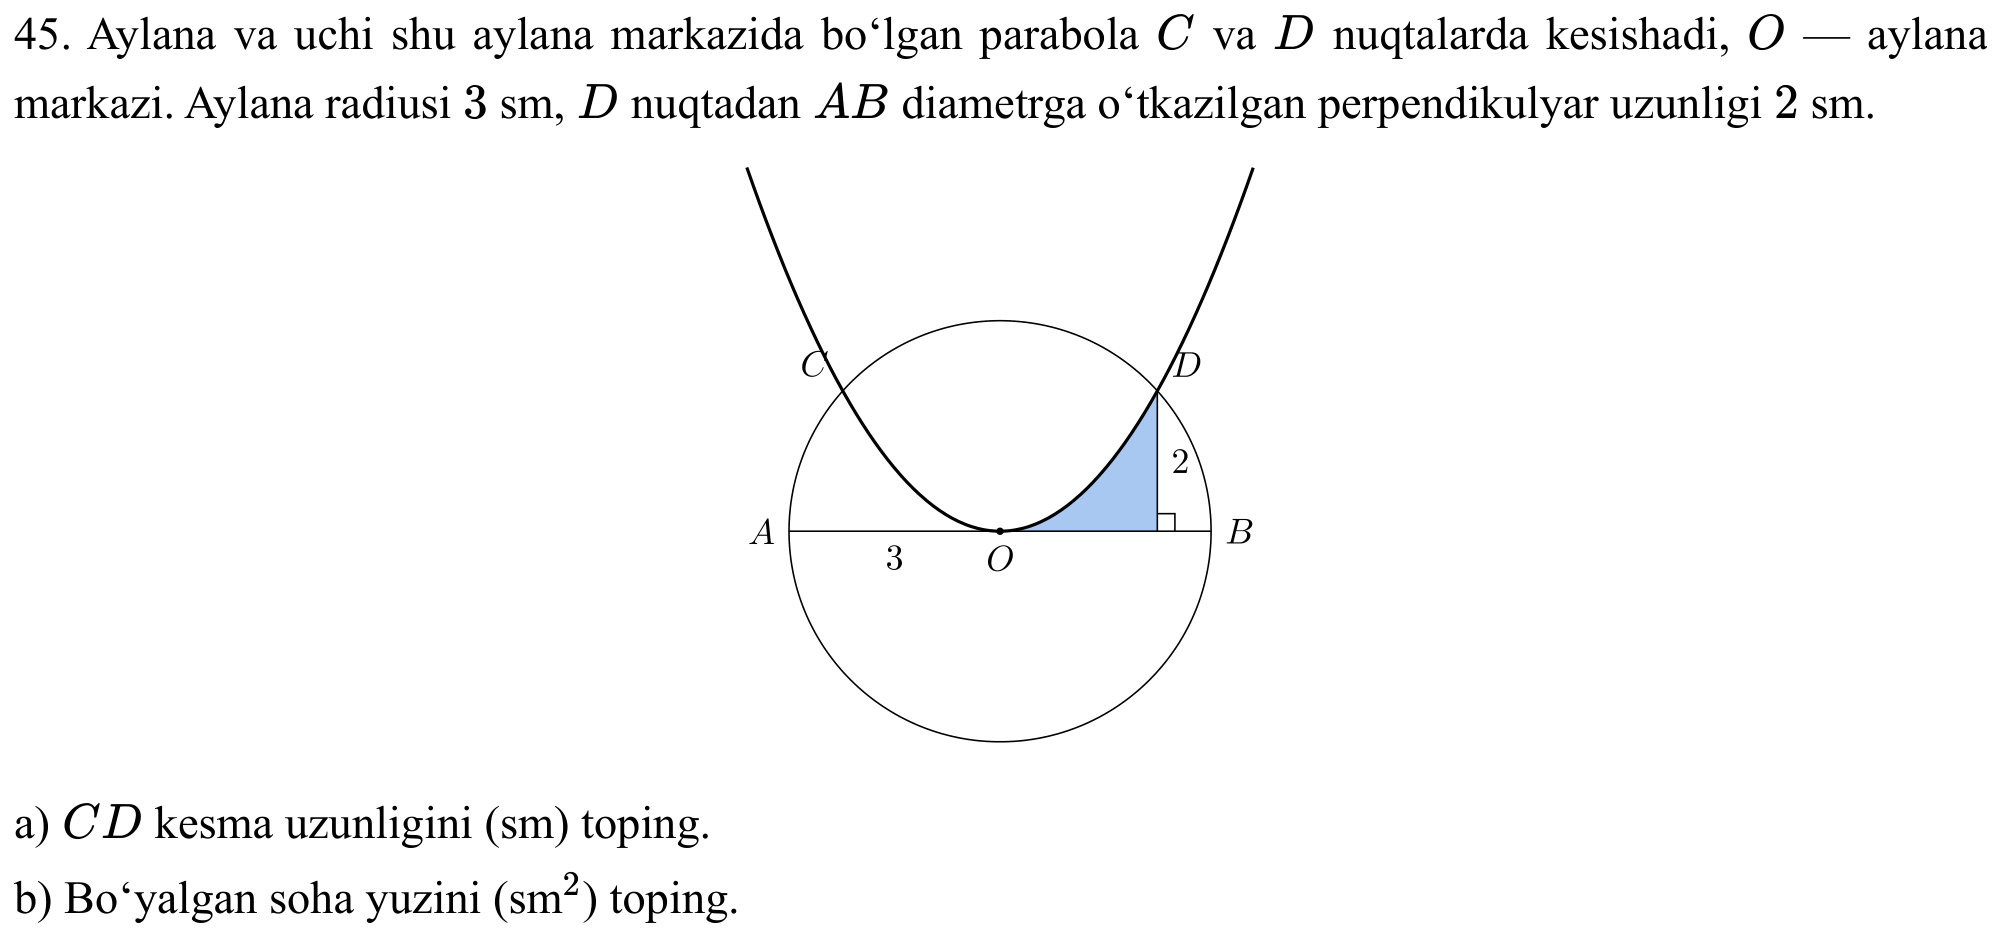 45. Aylana va uchi shu aylana markazida bo‘lgan parabola C va D nuqtalarda kesishadi, O — aylana
markazi. Aylana radiusi 3 sm, D nuqtadan AB diametrga o‘tkazilgan perpendikulyar uzunligi 2 sm.
C
D
2
A
B
3
O
a) CD kesma uzunligini (sm) toping.
b) Bo‘yalgan soha yuzini (sm²) toping.